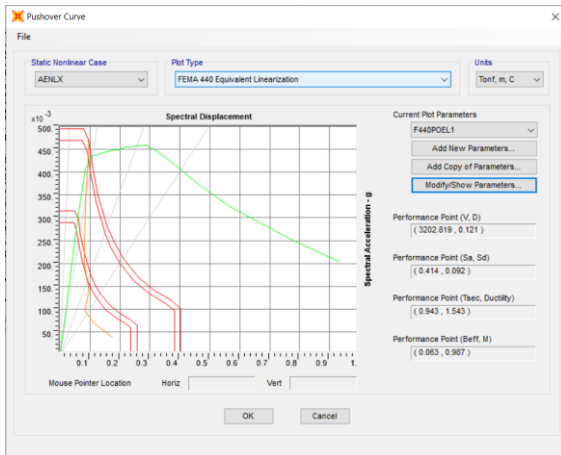 Pushover Curve
File
Static Nonlinear Case
Plot Type
Units
AENLX
FEMA 440 Equivalent Linearization
Tonf, m, C
x10 -3
Spectral Displacement
Current Plot Parameters
500.
450.
400.
350.
300.
250.
200.
150.
100.
50.
0.1 0.2 0.3 0.4 0.5 0.6 0.7 0.8 0.9 1.
Spectral Acceleration - g
F440POEL1
Add New Parameters...
Add Copy of Parameters...
Modify/Show Parameters...
Performance Point (V, D)
( 3202.819 , 0.121 )
Performance Point (Sa, Sd)
( 0.414 , 0.092 )
Performance Point (Tsec, Ductility)
( 0.943 , 1.543 )
Performance Point (Beff, M)
( 0.063 , 0.987 )
Mouse Pointer Location Horiz Vert
OK Cancel